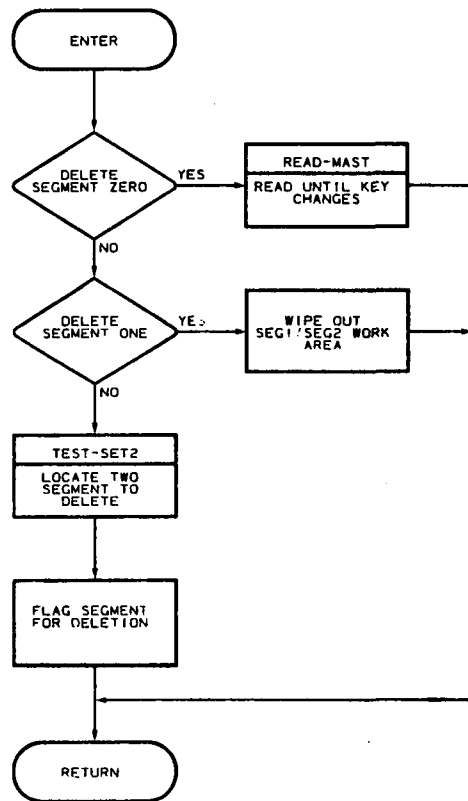 ENTER
DELETE
SEGMENT ZERO
YES
READ-MAST
READ UNTIL KEY
CHANGES
NO
DELETE
SEGMENT ONE
YES
WIPE OUT
SEG1/SEG2 WORK
AREA
NO
TEST-SET2
LOCATE TWO
SEGMENT TO
DELETE
FLAG SEGMENT
FOR DELETION
RETURN